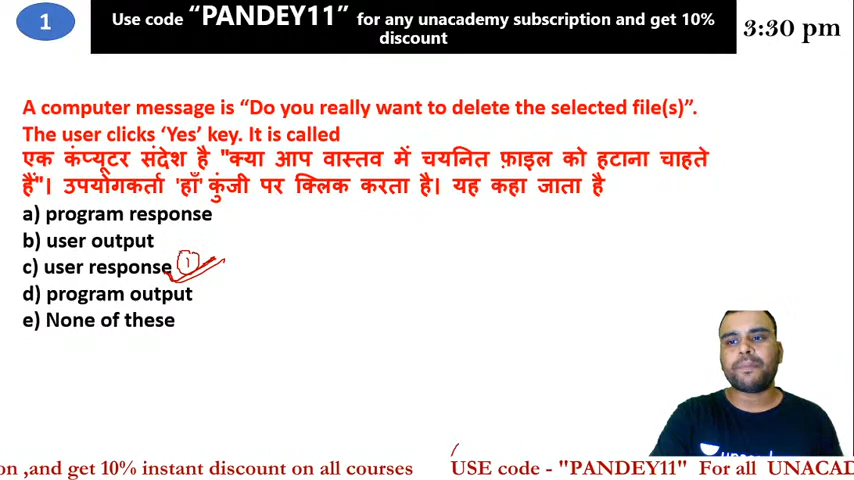 1
Use code “PANDEY11” for any unacademy subscription and get 10%
discount
3:30 pm
A computer message is “Do you really want to delete the selected file(s)”.
The user clicks ‘Yes’ key. It is called
एक कंप्यूटर संदेश है "क्या आप वास्तव में चयनित फ़ाइल को हटाना चाहते
हैं"। उपयोगकर्ता 'हाँ' कुंजी पर क्लिक करता है। यह कहा जाता है
a) program response
b) user output
c) user response 1
d) program output
e) None of these
on ,and get 10% instant discount on all courses USE code - "PANDEY11" For all UNACAD